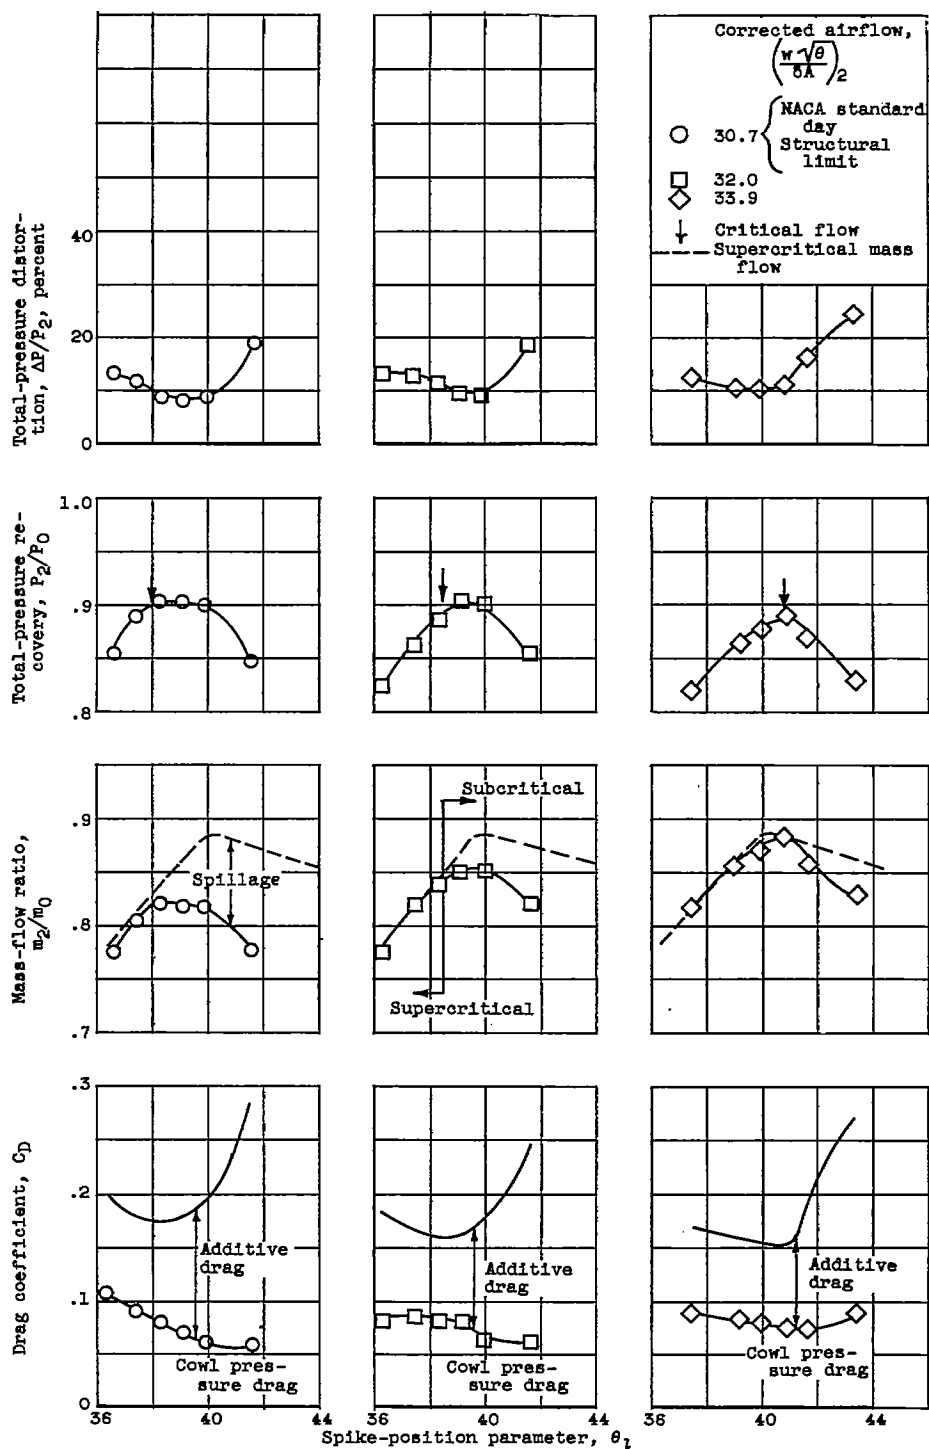 Corrected airflow,
(w√θ/δA)2
30.7 { NACA standard
day
Structural
limit
32.0
33.9
Critical flow
Supercritical mass
flow
Total-pressure distor-
tion, ΔP/P2, percent
40
20
0
Total-pressure re-
covery, P2/P0
1.0
.9
.8
Mass-flow ratio,
m2/m0
.9
.8
.7
Spillage
Subcritical
Supercritical
Drag coefficient, CD
.3
.2
.1
0
Additive
drag
Cowl pres-
sure drag
Additive
drag
Cowl pres-
sure drag
Additive
drag
Cowl pres-
sure drag
36 40 44 36 40 44 36 40 44
Spike-position parameter, θl